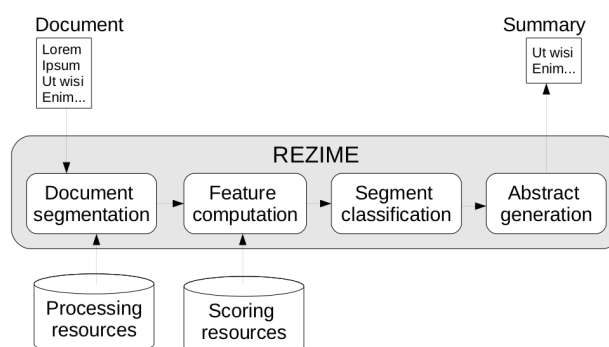 Document
Summary
Lorem
Ipsum
Ut wisi
Enim...
Ut wisi
Enim...
REZIME
Document
segmentation
Feature
computation
Segment
classification
Abstract
generation
Processing
resources
Scoring
resources